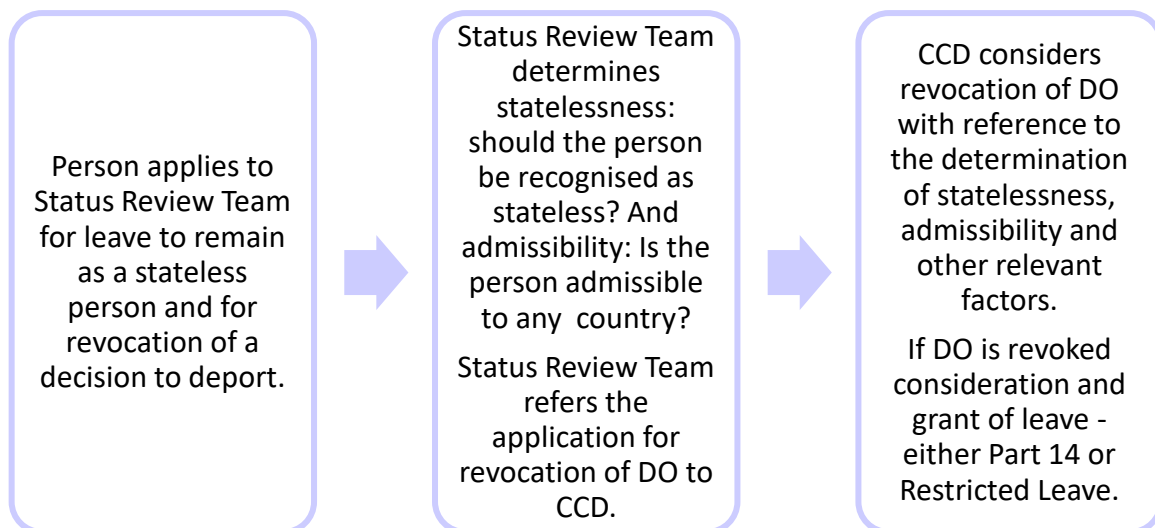 Person applies to
Status Review Team
for leave to remain
as a stateless
person and for
revocation of a
decision to deport.
Status Review Team
determines
statelessness:
should the person
be recognised as
stateless? And
admissibility: Is the
person admissible
to any country?
Status Review Team
refers the
application for
revocation of DO to
CCD.
CCD considers
revocation of DO
with reference to
the determination
of statelessness,
admissibility and
other relevant
factors.
If DO is revoked
consideration and
grant of leave -
either Part 14 or
Restricted Leave.